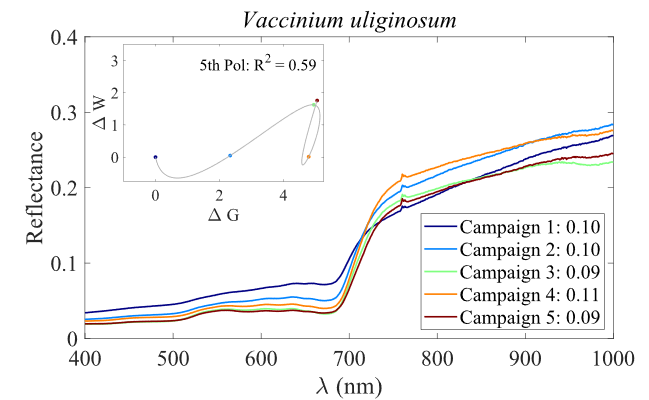 Vaccinium uliginosum
0.4
0.3
0.2
0.1
0
Reflectance
400
500
600
700
800
900
1000
λ (nm)
5th Pol: R² = 0.59
3
2
1
0
Δ W
0
2
4
Δ G
Campaign 1: 0.10
Campaign 2: 0.10
Campaign 3: 0.09
Campaign 4: 0.11
Campaign 5: 0.09